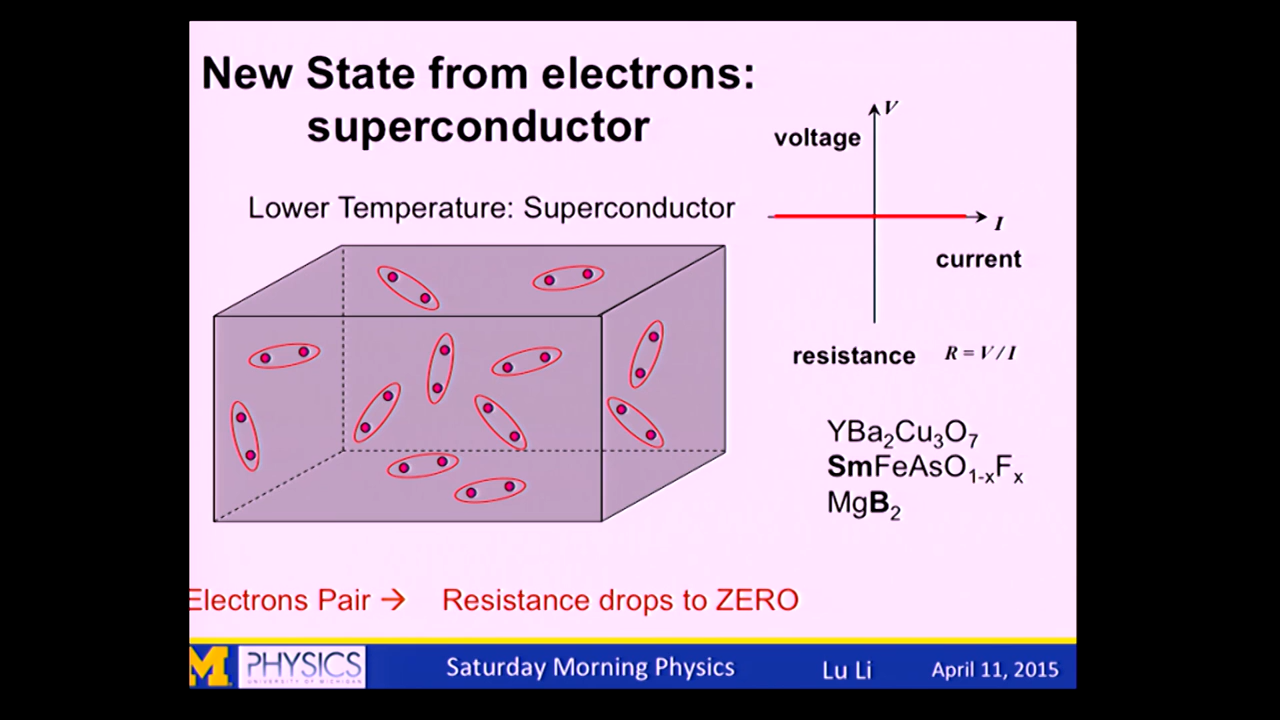 New State from electrons:
superconductor
Lower Temperature: Superconductor
voltage
V
I
current
resistance R = V / I
YBa₂Cu₃O₇
SmFeAsO₁₋ₓFₓ
MgB₂
Electrons Pair → Resistance drops to ZERO
M PHYSICS
UNIVERSITY OF MICHIGAN
Saturday Morning Physics Lu Li April 11, 2015